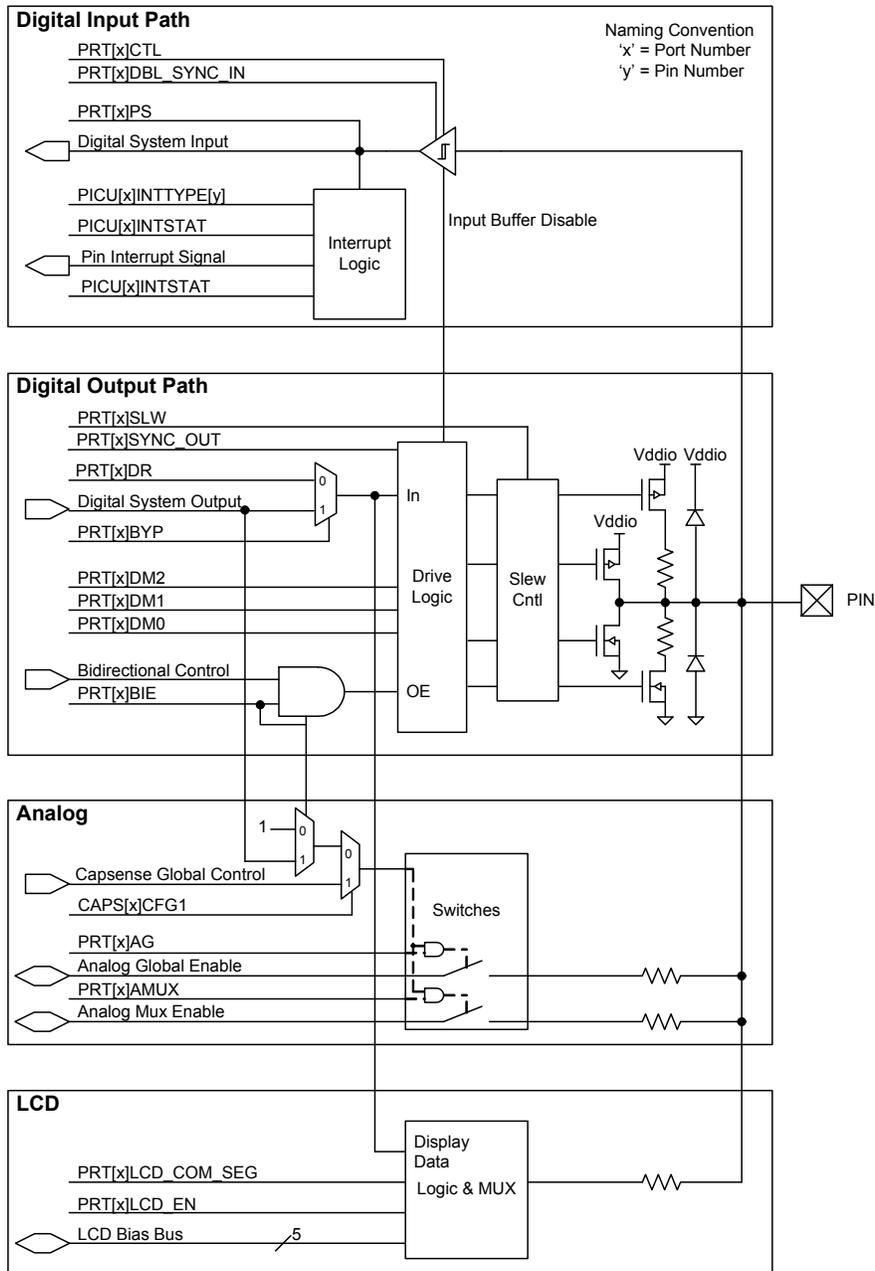 Digital Input Path
Naming Convention
‘x’ = Port Number
‘y’ = Pin Number
PRT[x]CTL
PRT[x]DBL_SYNC_IN
PRT[x]PS
Digital System Input
PICU[x]INTTYPE[y]
PICU[x]INTSTAT
Pin Interrupt Signal
PICU[x]INTSTAT
Interrupt
Logic
Input Buffer Disable
Digital Output Path
PRT[x]SLW
PRT[x]SYNC_OUT
PRT[x]DR
Digital System Output
PRT[x]BYP
0
1
In
Vddio Vddio
Vddio
PRT[x]DM2
PRT[x]DM1
PRT[x]DM0
Drive
Logic
Slew
Cntl
PIN
Bidirectional Control
PRT[x]BIE
OE
Analog
1
0
1
0
1
Capsense Global Control
CAPS[x]CFG1
Switches
PRT[x]AG
Analog Global Enable
PRT[x]AMUX
Analog Mux Enable
LCD
Display
Data
Logic & MUX
PRT[x]LCD_COM_SEG
PRT[x]LCD_EN
LCD Bias Bus
5